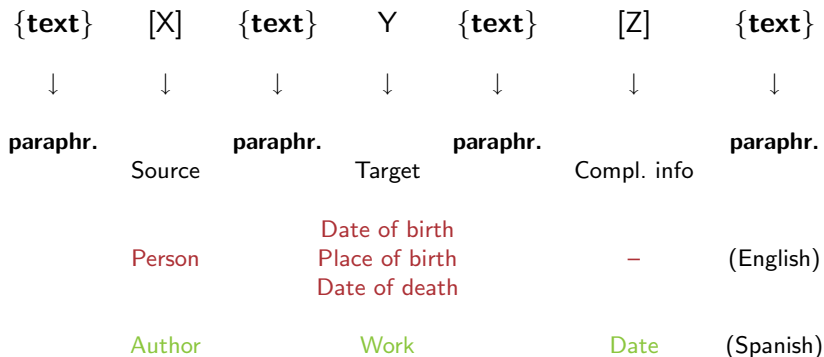 {text} [X] {text} Y {text} [Z] {text}
↓ ↓ ↓ ↓ ↓ ↓ ↓
paraphr. paraphr. paraphr. paraphr.
Source Target Compl. info
Date of birth
Person Place of birth – (English)
Date of death
Author Work Date (Spanish)